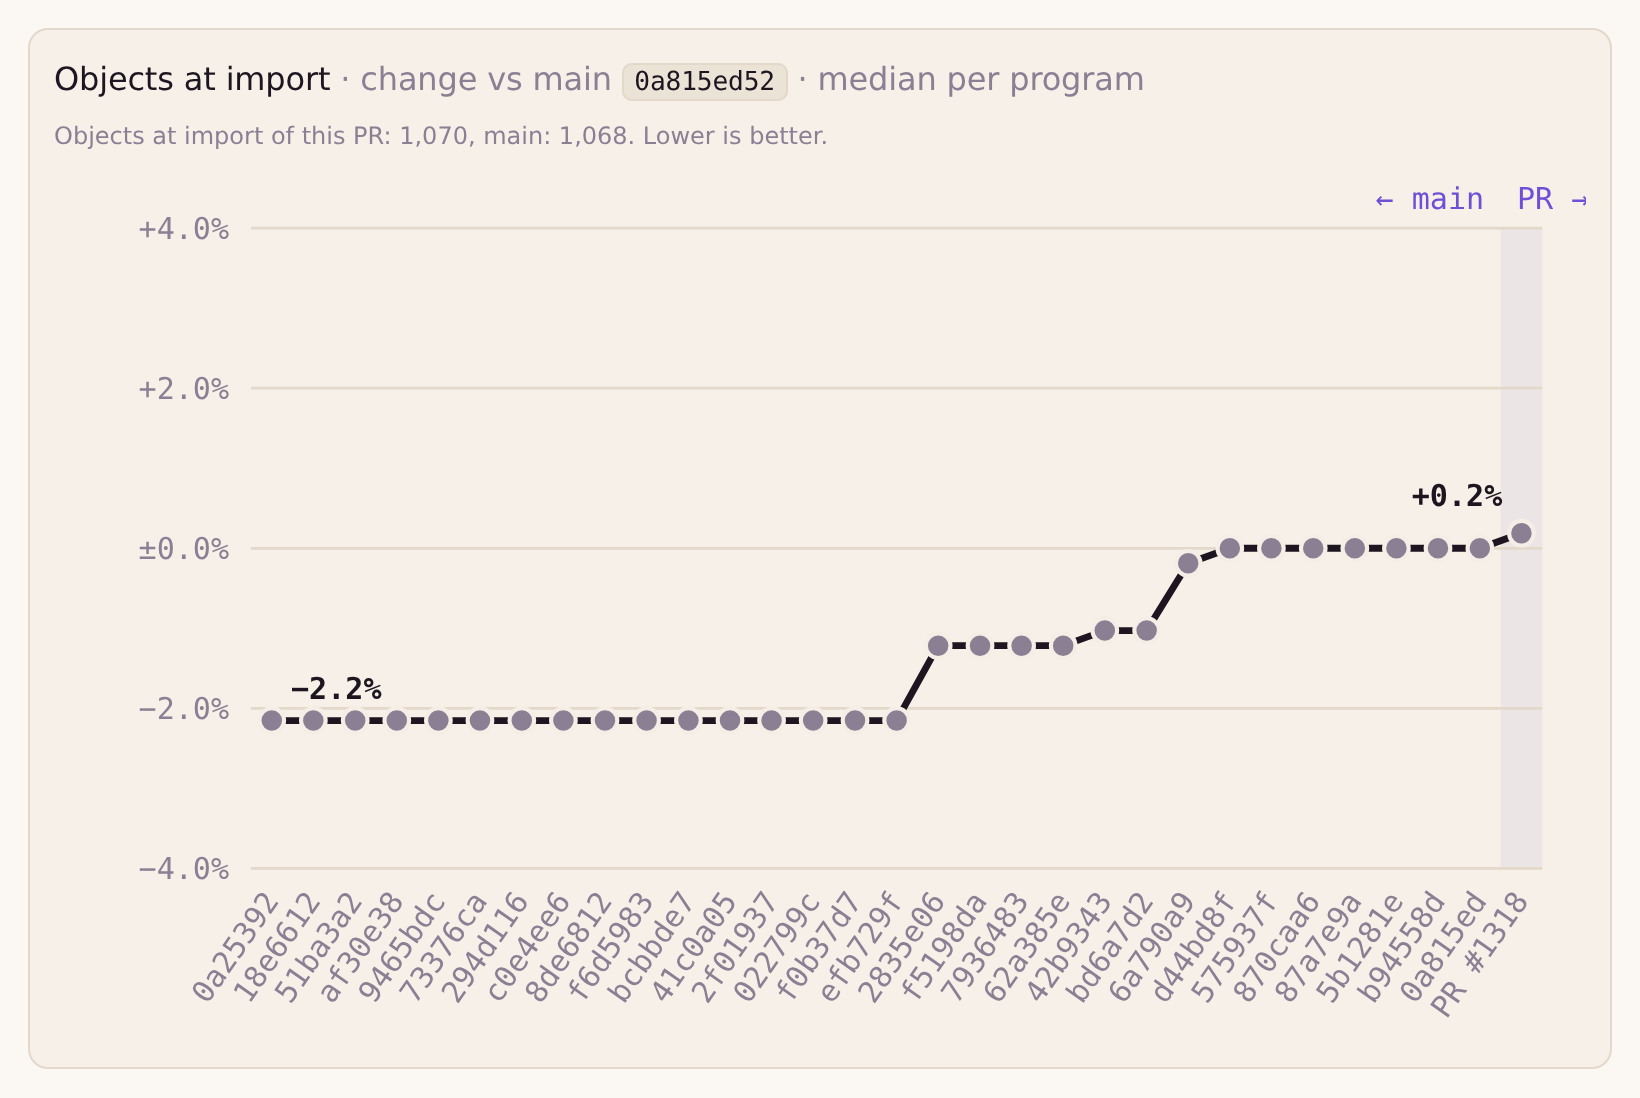 Objects at import · change vs main 0a815ed52 · median per program
Objects at import of this PR: 1,070, main: 1,068. Lower is better.
← main PR →
+4.0%
+2.0%
±0.0%
−2.0%
−4.0%
−2.2%
+0.2%
0a25392
18e6612
51ba3a2
af30e38
9465bdc
73376ca
294d116
c0e4ee6
8de6812
f6d5983
bcbbde7
41c0a05
2f01937
022799c
f0b37d7
efb729f
2835e06
f5198da
7936483
62a385e
42b9343
bd6a7d2
6a790a9
d44bd8f
575937f
870caa6
87a7e9a
5b1281e
b94558d
0a815ed
PR #1318